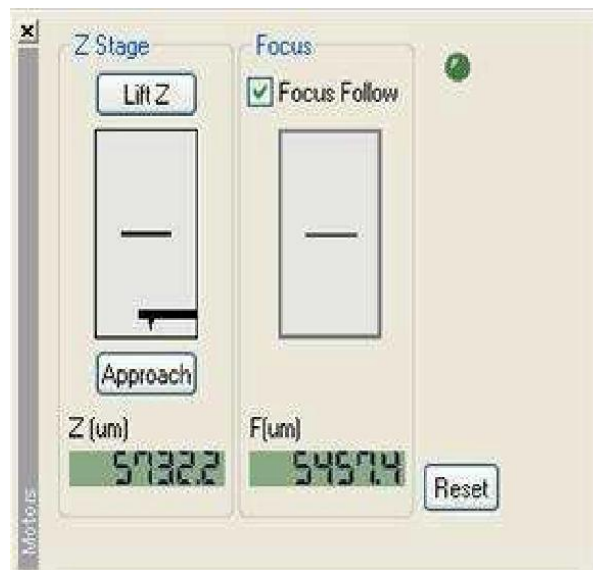 Z Stage
Lift Z
Approach
Z (um)
5732.2
Focus
Focus Follow
F(um)
5457.4
Reset
Motors